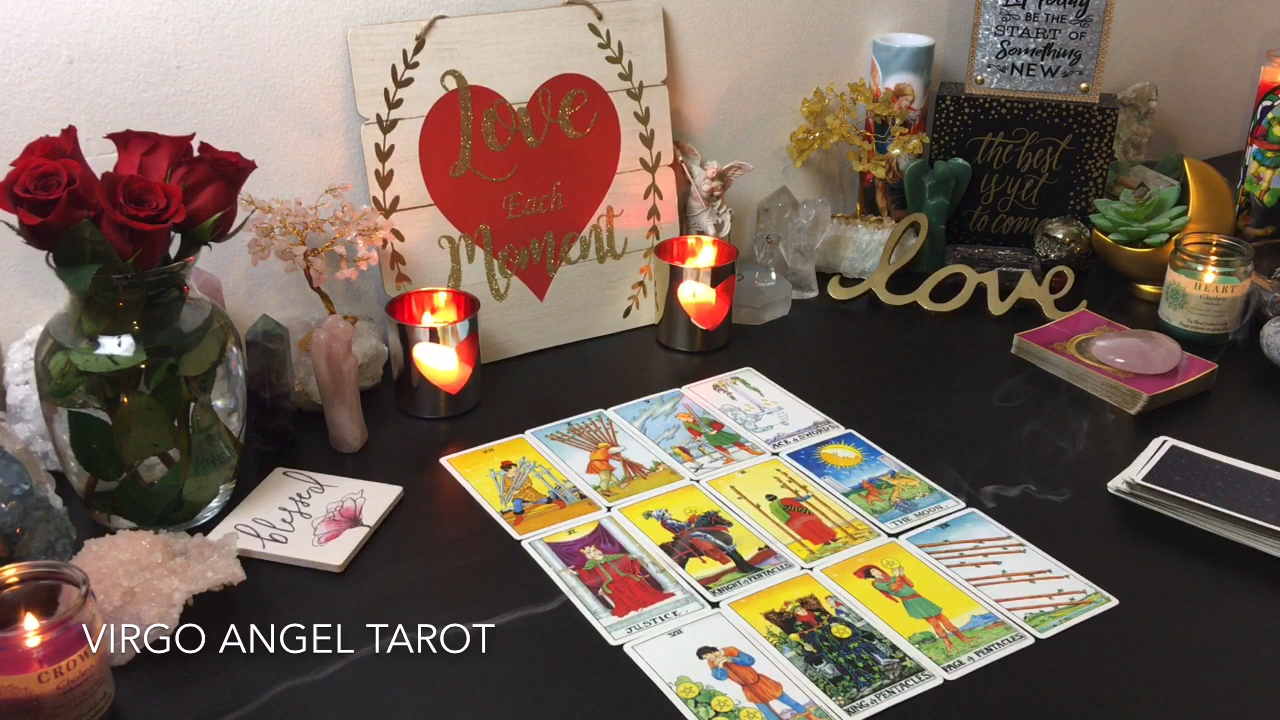 Let Today
BE THE
START OF
Something
NEW
Love
Each
Moment
the best
is yet
to come
love
HEART
blessed
ACE of SWORDS
THE MOON
KNIGHT of PENTACLES
JUSTICE.
PAGE of PENTACLES
KING of PENTACLES
VII
CROWN
VIRGO ANGEL TAROT